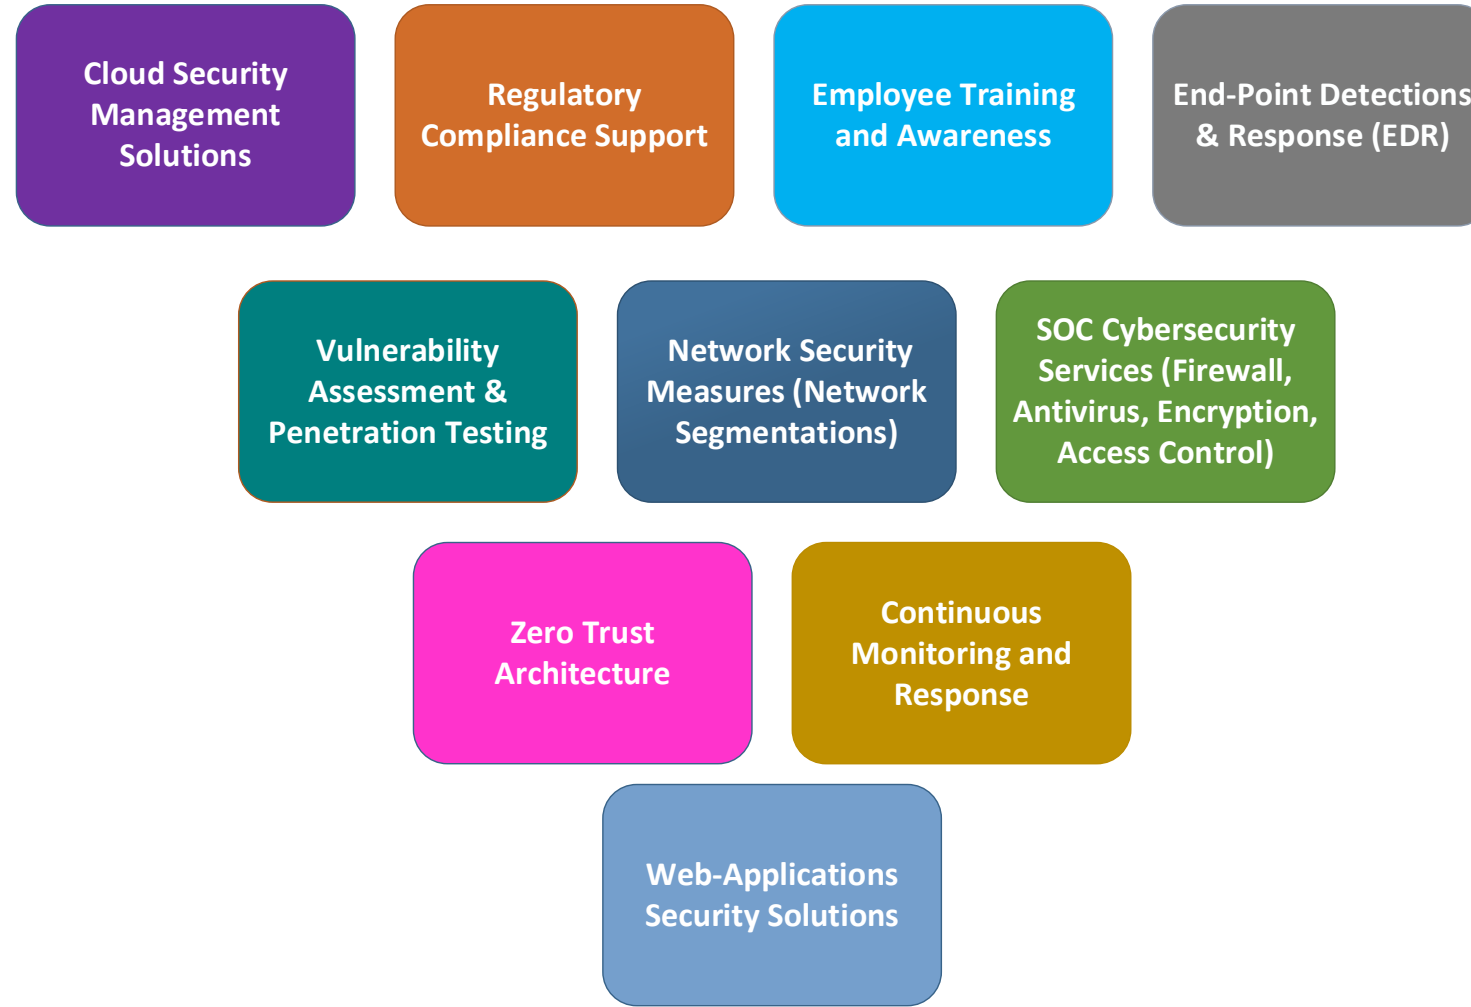 Cloud Security
Management
Solutions
Regulatory
Compliance Support
Employee Training
and Awareness
End-Point Detections
& Response (EDR)
Vulnerability
Assessment &
Penetration Testing
Network Security
Measures (Network
Segmentations)
SOC Cybersecurity
Services (Firewall,
Antivirus, Encryption,
Access Control)
Zero Trust
Architecture
Continuous
Monitoring and
Response
Web-Applications
Security Solutions